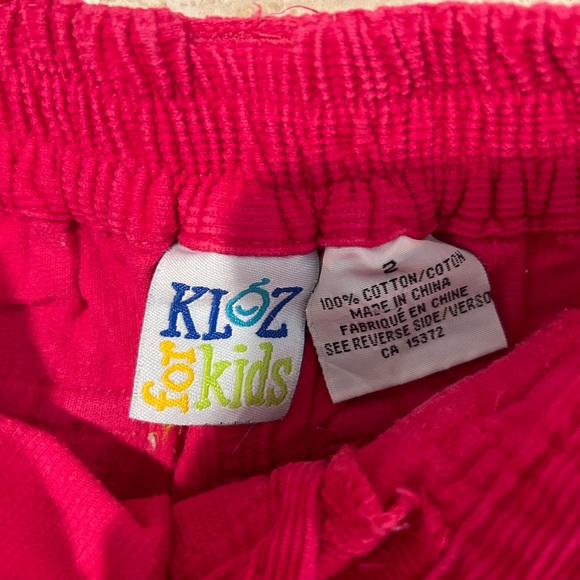 KLOZ
for kids
2
100% COTTON/COTON
MADE IN CHINA
FABRIQUÉ EN CHINE
SEE REVERSE SIDE/VERSO
CA 15372